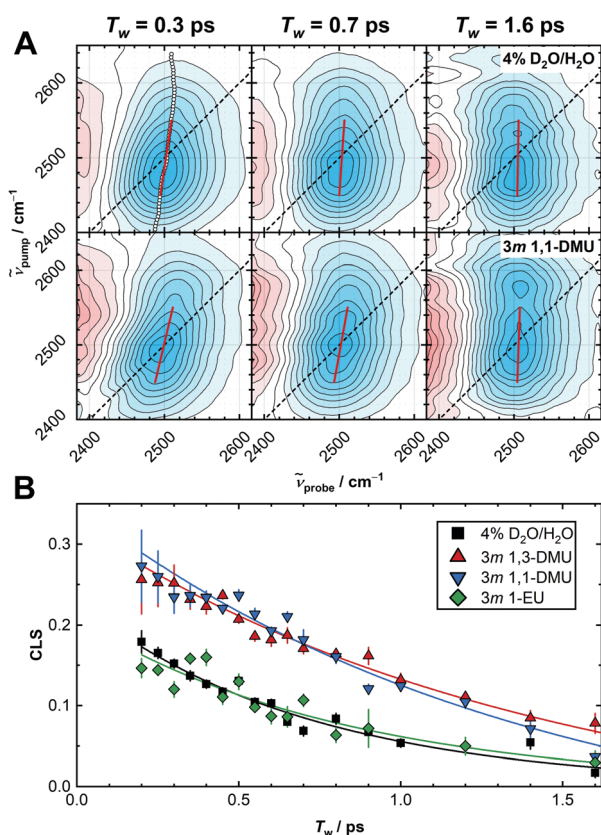 A
T_w = 0.3 ps T_w = 0.7 ps T_w = 1.6 ps
4% D₂O/H₂O
3m 1,1-DMU
ν̃_pump / cm⁻¹
2600
2500
2400
2600
2500
2400
2400 2500 2600 2400 2500 2600 2400 2500 2600
ν̃_probe / cm⁻¹
B
CLS
0.3
0.2
0.1
0.0
4% D₂O/H₂O
3m 1,3-DMU
3m 1,1-DMU
3m 1-EU
0.0 0.5 1.0 1.5
T_w / ps